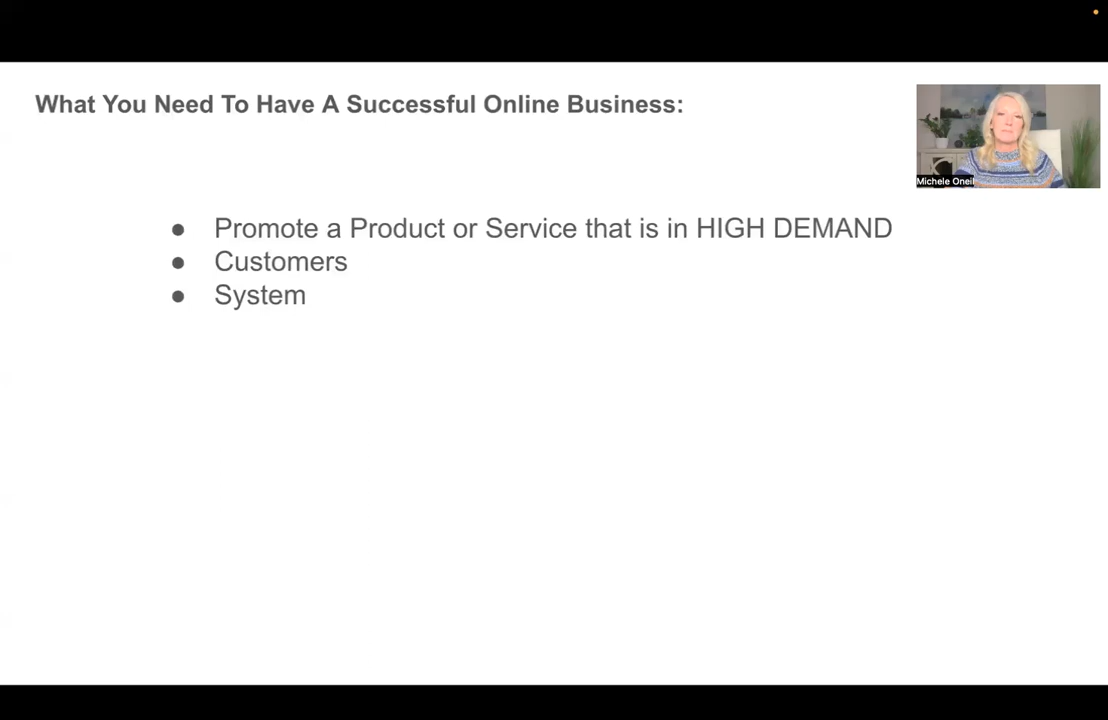 What You Need To Have A Successful Online Business:
Michele Oneil
● Promote a Product or Service that is in HIGH DEMAND
● Customers
● System